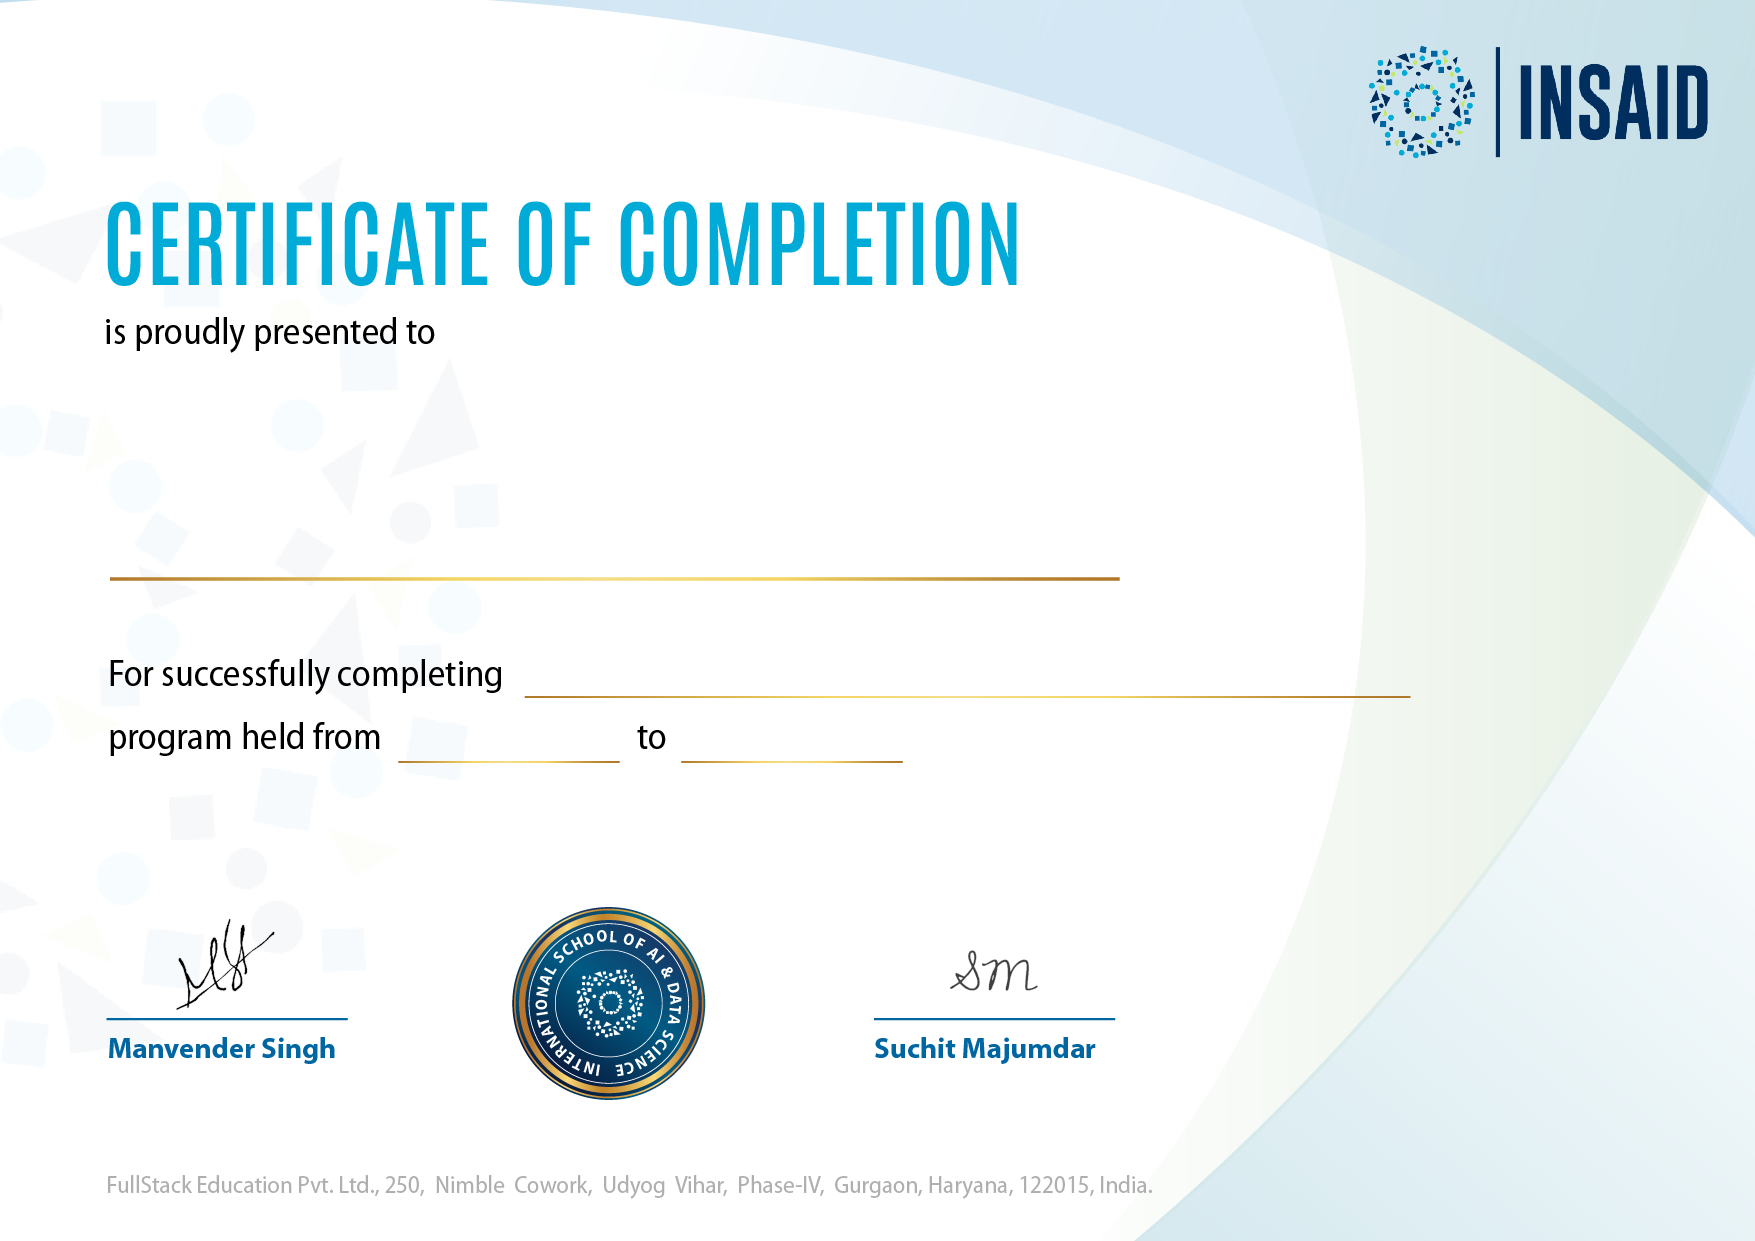 INSAID
CERTIFICATE OF COMPLETION
is proudly presented to
For successfully completing
program held from to
INTERNATIONAL SCHOOL OF AI & DATA SCIENCE
SM
Manvender Singh
Suchit Majumdar
FullStack Education Pvt. Ltd., 250, Nimble Cowork, Udyog Vihar, Phase-IV, Gurgaon, Haryana, 122015, India.